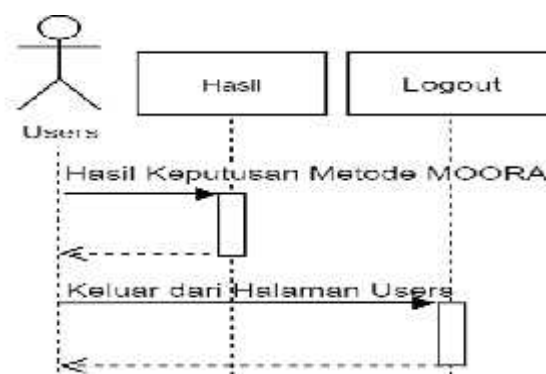 Hasil
Logout
Users
Hasil Keputusan Metode MOORA
Keluar dari Halaman Users